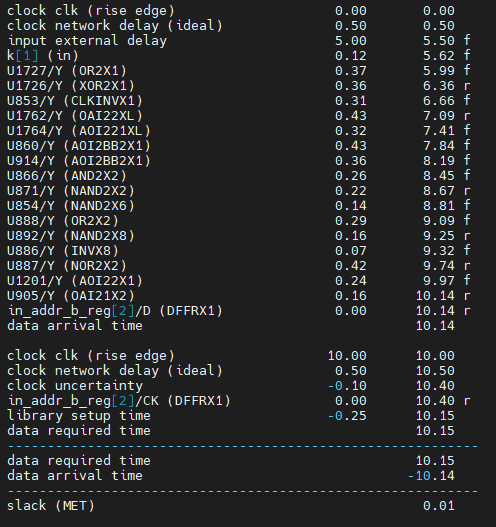 clock clk (rise edge) 0.00 0.00
clock network delay (ideal) 0.50 0.50
input external delay 5.00 5.50 f
k[1] (in) 0.12 5.62 f
U1727/Y (OR2X1) 0.37 5.99 f
U1726/Y (XOR2X1) 0.36 6.36 r
U853/Y (CLKINVX1) 0.31 6.66 f
U1762/Y (OAI22XL) 0.43 7.09 r
U1764/Y (AOI221XL) 0.32 7.41 f
U860/Y (AOI2BB2X1) 0.43 7.84 f
U914/Y (AOI2BB2X1) 0.36 8.19 f
U866/Y (AND2X2) 0.26 8.45 f
U871/Y (NAND2X2) 0.22 8.67 r
U854/Y (NAND2X6) 0.14 8.81 f
U888/Y (OR2X2) 0.29 9.09 f
U892/Y (NAND2X8) 0.16 9.25 r
U886/Y (INVX8) 0.07 9.32 f
U887/Y (NOR2X2) 0.42 9.74 r
U1201/Y (AOI22X1) 0.24 9.97 f
U905/Y (OAI21X2) 0.16 10.14 r
in_addr_b_reg[2]/D (DFFRX1) 0.00 10.14 r
data arrival time 10.14
clock clk (rise edge) 10.00 10.00
clock network delay (ideal) 0.50 10.50
clock uncertainty -0.10 10.40
in_addr_b_reg[2]/CK (DFFRX1) 0.00 10.40 r
library setup time -0.25 10.15
data required time 10.15
data required time 10.15
data arrival time -10.14
slack (MET) 0.01